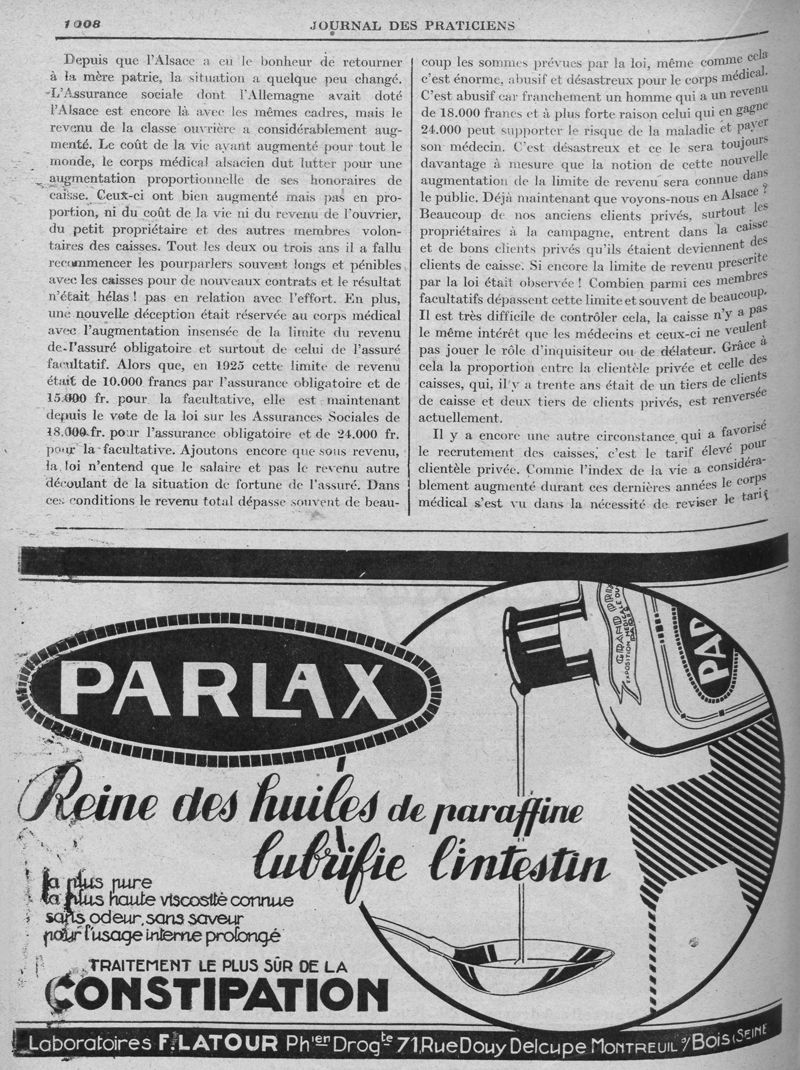 1008
JOURNAL DES PRATICIENS
Depuis que l'Alsace a eu le bonheur de retourner
à la mère patrie, la situation a quelque peu changé.
L'Assurance sociale dont l'Allemagne avait doté
l'Alsace est encore là avec les mêmes cadres, mais le
revenu de la classe ouvrière a considérablement aug-
menté. Le coût de la vie ayant augmenté pour tout le
monde, le corps médical alsacien dut lutter pour une
augmentation proportionnelle de ses honoraires de
caisse. Ceux-ci ont bien augmenté mais pas en pro-
portion, ni du coût de la vie ni du revenu de l'ouvrier,
du petit propriétaire et des autres membres volon-
taires des caisses. Tout les deux ou trois ans il a fallu
recommencer les pourparlers souvent longs et pénibles
avec les caisses pour de nouveaux contrats et le résultat
n'était hélas ! pas en relation avec l'effort. En plus,
une nouvelle déception était réservée au corps médical
avec l'augmentation insensée de la limite du revenu
de l'assuré obligatoire et surtout de celui de l'assuré
facultatif. Alors que, en 1925 cette limite de revenu
était de 10.000 francs par l'assurance obligatoire et de
15.000 fr. pour la facultative, elle est maintenant
depuis le vote de la loi sur les Assurances Sociales de
18.000 fr. pour l'assurance obligatoire et de 24.000 fr.
pour la facultative. Ajoutons encore que sous revenu,
la loi n'entend que le salaire et pas le revenu autre
découlant de la situation de fortune de l'assuré. Dans
ces conditions le revenu total dépasse souvent de beau-
coup les sommes prévues par la loi, même comme cela
c'est énorme, abusif et désastreux pour le corps médical.
C'est abusif car franchement un homme qui a un revenu
de 18.000 francs et à plus forte raison celui qui en gagne
24.000 peut supporter le risque de la maladie et payer
son médecin. C'est désastreux et ce le sera toujours
davantage à mesure que la notion de cette nouvelle
augmentation de la limite de revenu sera connue dans
le public. Déjà maintenant que voyons-nous en Alsace ?
Beaucoup de nos anciens clients privés, surtout les
propriétaires à la campagne, entrent dans la caisse
et de bons clients privés qu'ils étaient deviennent des
clients de caisse. Si encore la limite de revenu prescrite
par la loi était observée ! Combien parmi ces membres
facultatifs dépassent cette limite et souvent de beaucoup.
Il est très difficile de contrôler cela, la caisse n'y a pas
le même intérêt que les médecins et ceux-ci ne veulent
pas jouer le rôle d'inquisiteur ou de délateur. Grâce à
cela la proportion entre la clientèle privée et celle des
caisses, qui, il y a trente ans était de un tiers de clients
de caisse et deux tiers de clients privés, est renversée
actuellement.
Il y a encore une autre circonstance qui a favorisé
le recrutement des caisses, c'est le tarif élevé pour
clientèle privée. Comme l'index de la vie a considéra-
blement augmenté durant ces dernières années le corps
médical s'est vu dans la nécessité de reviser le tarif
GRAND PRIX
EXPOSITION MÉDICALE DU
PARIS
PAR
PARLAX
Reine des huiles de paraffine
lubrifie l'intestin
la plus pure
la plus haute viscosité connue
sans odeur, sans saveur
pour l'usage interne prolongé
TRAITEMENT LE PLUS SÛR DE LA
CONSTIPATION
Laboratoires F. LATOUR Phien Drogte 71, Rue Douy Delcupe MONTREUIL s/ Bois (SEINE